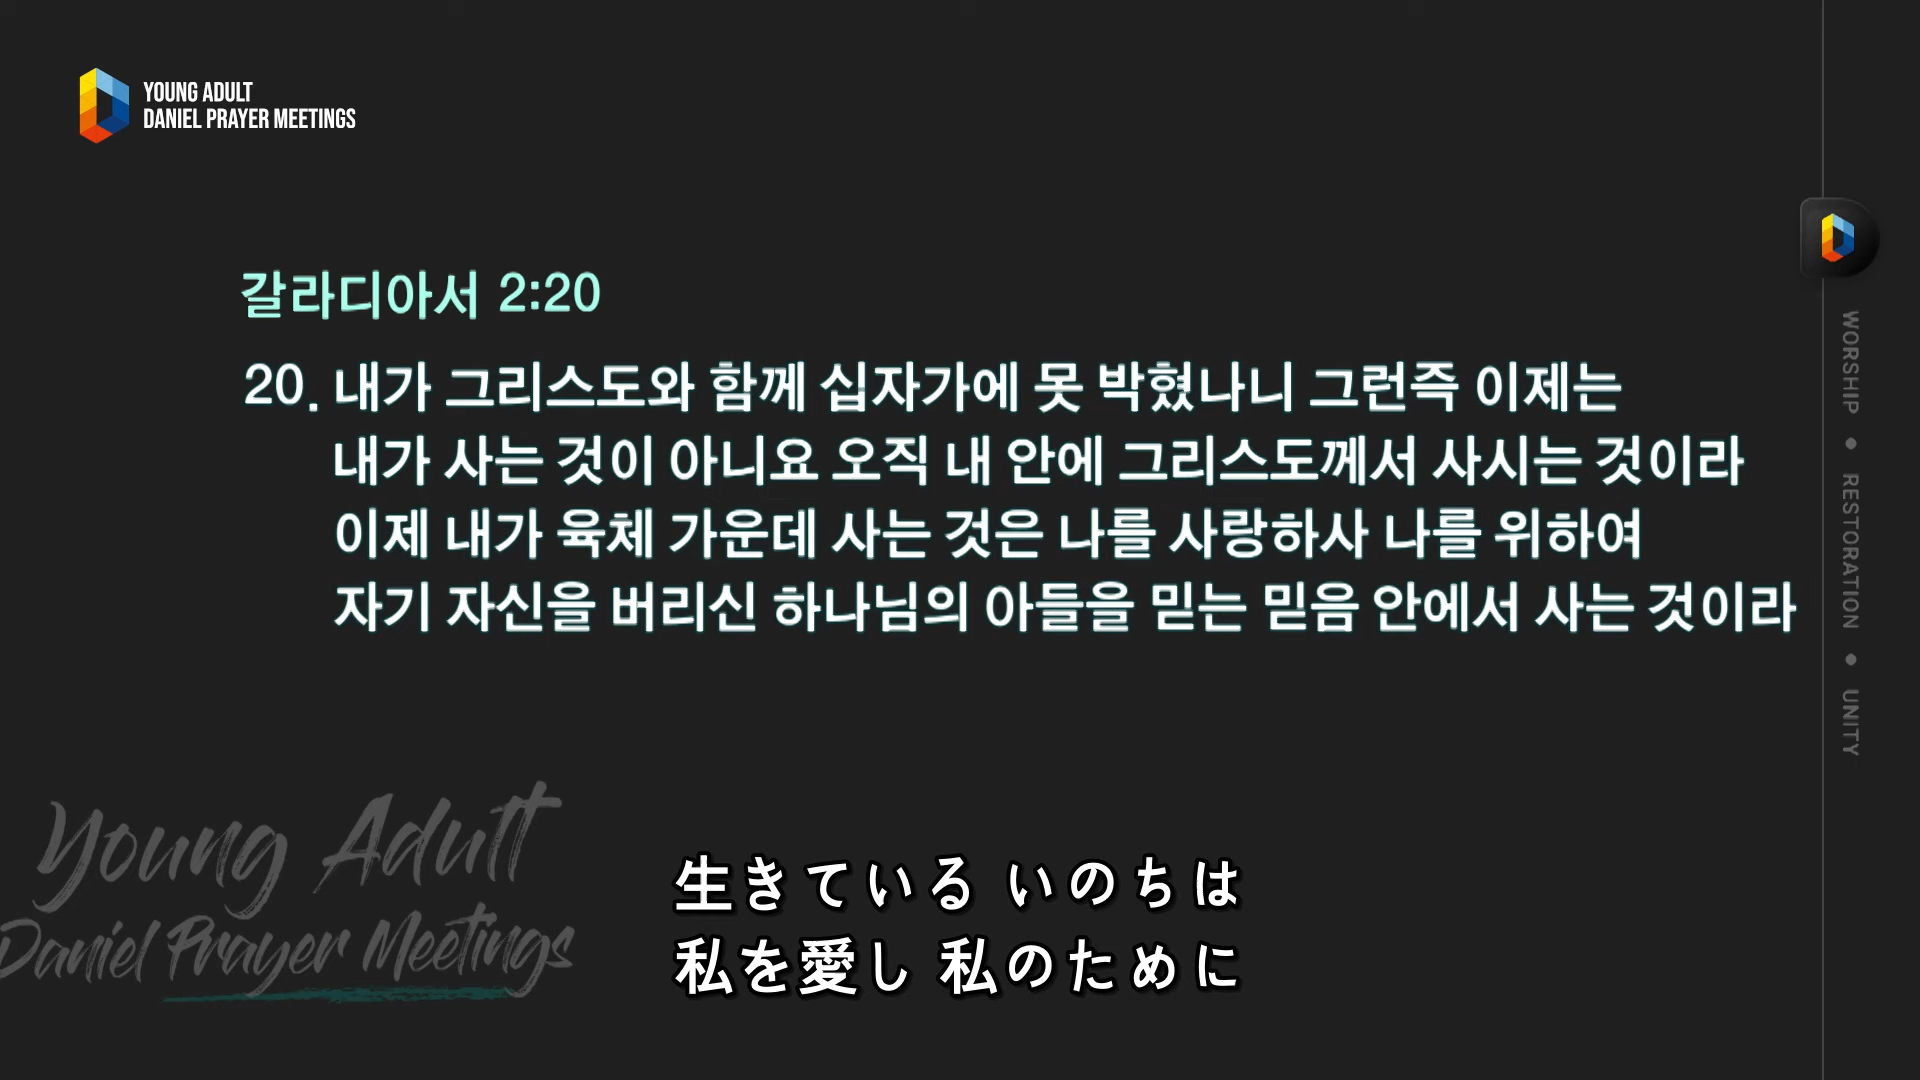 YOUNG ADULT
DANIEL PRAYER MEETINGS
갈라디아서 2:20
20. 내가 그리스도와 함께 십자가에 못 박혔나니 그런즉 이제는
내가 사는 것이 아니요 오직 내 안에 그리스도께서 사시는 것이라
이제 내가 육체 가운데 사는 것은 나를 사랑하사 나를 위하여
자기 자신을 버리신 하나님의 아들을 믿는 믿음 안에서 사는 것이라
WORSHIP • RESTORATION • UNITY
Young Adult
Daniel Prayer Meetings
生きている いのちは
私を愛し 私のために